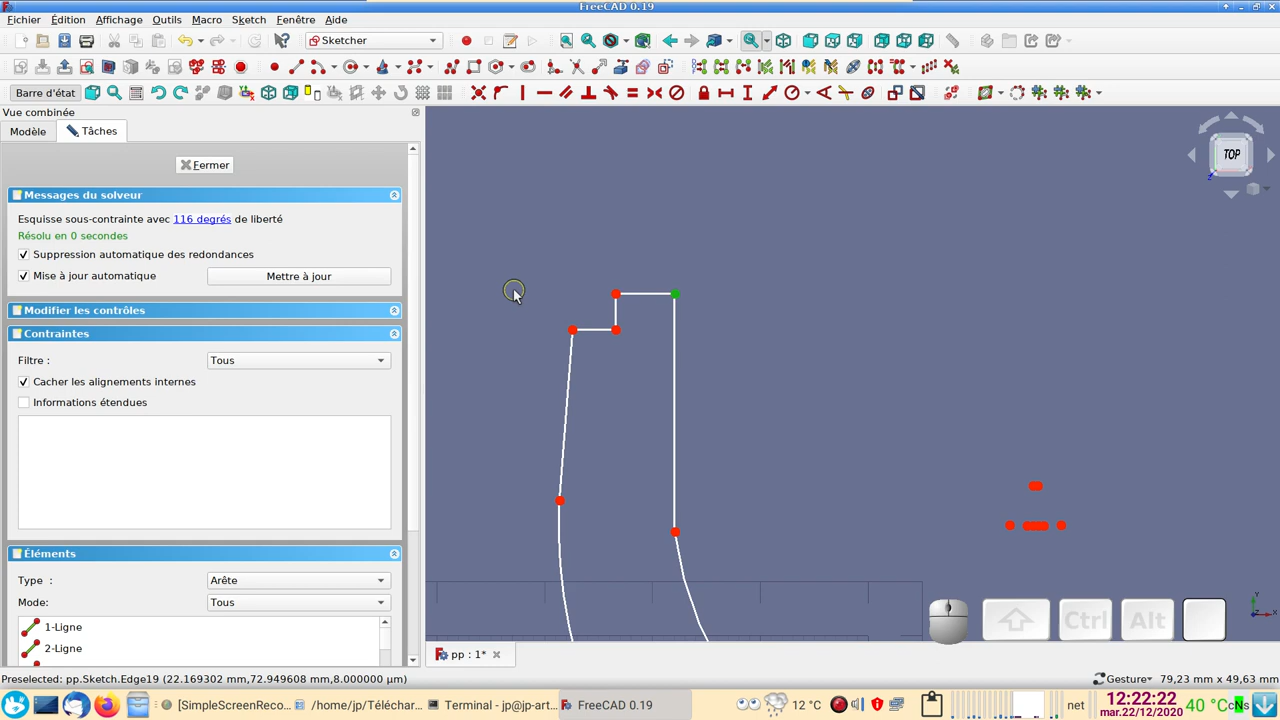 FreeCAD 0.19
Fichier Édition Affichage Outils Macro Sketch Fenêtre Aide
Sketcher
Barre d'état
Vue combinée
Modèle Tâches
Fermer
Messages du solveur
Esquisse sous-contrainte avec 116 degrés de liberté
Résolu en 0 secondes
Suppression automatique des redondances
Mise à jour automatique Mettre à jour
Modifier les contrôles
Contraintes
Filtre : Tous
Cacher les alignements internes
Informations étendues
Éléments
Type : Arête
Mode: Tous
1-Ligne
2-Ligne
TOP
Ctrl Alt
Y
X
pp : 1*
Preselected: pp.Sketch.Edge19 (22.169302 mm,72.949608 mm,8.000000 µm) Gesture 79,23 mm x 49,63 mm
[SimpleScreenReco... /home/jp/Téléchar... Terminal - jp@jp-art... FreeCAD 0.19 12 °C net 12:22:22 mar.22/12/2020 40 °C